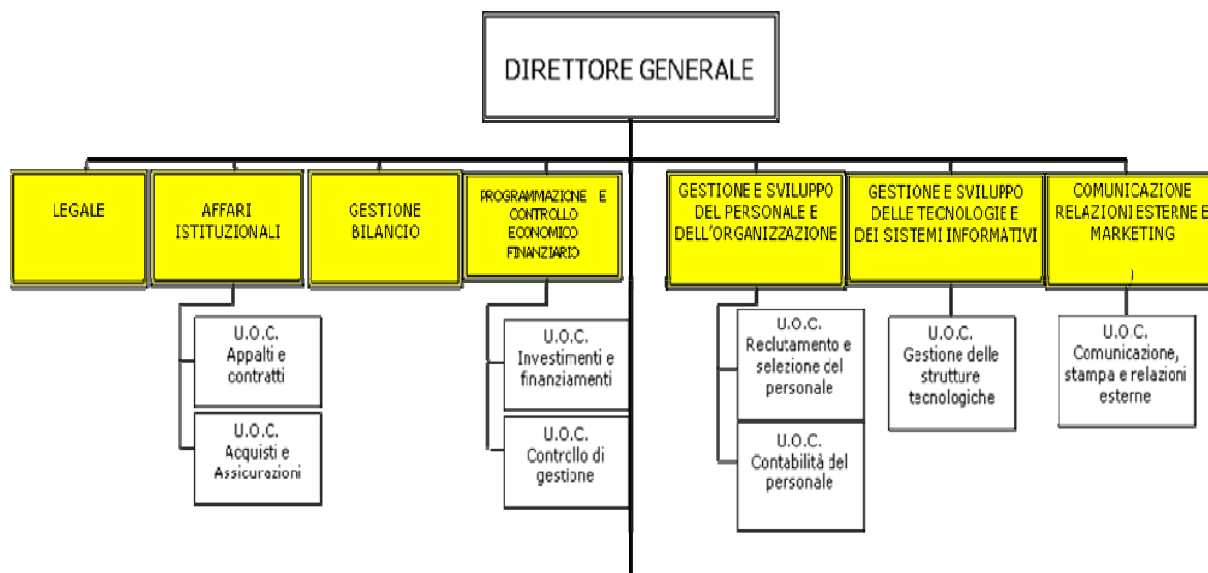 DIRETTORE GENERALE
LEGALE
AFFARI
ISTITUZIONALI
GESTIONE
BILANCIO
PROGRAMMAZIONE E
CONTROLLO
ECONOMICO
FINANZIARIO
GESTIONE E SVILUPPO
DEL PERSONALE E
DELL'ORGANIZZAZIONE
GESTIONE E SVILUPPO
DELLE TECNOLOGIE E
DEI SISTEMI INFORMATIVI
COMUNICAZIONE
RELAZIONI ESTERNE E
MARKETING
U.O.C.
Appalti e
contratti
U.O.C.
Acquisti e
Assicurazioni
U.O.C.
Investimenti e
finanziamenti
U.O.C.
Controllo di
gestione
U.O.C.
Reclutamento e
selezione del
personale
U.O.C.
Contabilità del
personale
U.O.C.
Gestione delle
strutture
tecnologiche
U.O.C.
Comunicazione,
stampa e relazioni
esterne